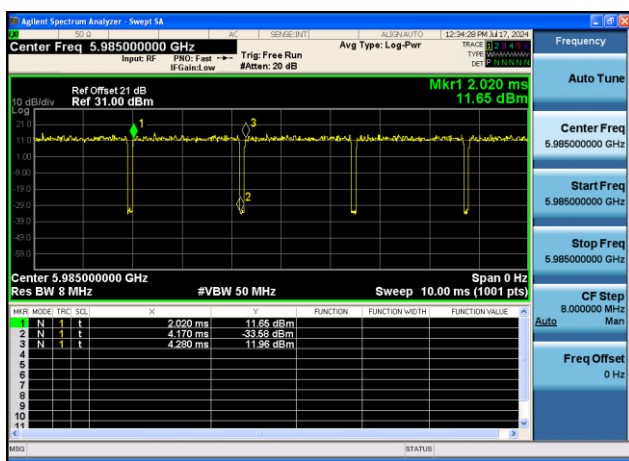 Agilent Spectrum Analyzer - Swept SA
50 Ω AC SENSE:INT ALIGN AUTO 12:34:28 PM Jul 17, 2024
Center Freq 5.985000000 GHz
Input: RF PNO: Fast Trig: Free Run Avg Type: Log-Pwr TRACE 1 2 3 4 5 6
IFGain:Low #Atten: 20 dB TYPE
DET P N N N N N
Ref Offset 21 dB Mkr1 2.020 ms
10 dB/div Ref 31.00 dBm 11.65 dBm
Log
21.0
11.0
1.00
-9.00
-19.0
-29.0
-39.0
-49.0
-59.0
1
3
2
Center 5.985000000 GHz Span 0 Hz
Res BW 8 MHz #VBW 50 MHz Sweep 10.00 ms (1001 pts)
MKR MODE TRC SCL X Y FUNCTION FUNCTION WIDTH FUNCTION VALUE
1 N 1 t 2.020 ms 11.65 dBm
2 N 1 t 4.170 ms -33.58 dBm
3 N 1 t 4.280 ms 11.96 dBm
4
5
6
7
8
9
10
11
MSG STATUS
Frequency
Auto Tune
Center Freq
5.985000000 GHz
Start Freq
5.985000000 GHz
Stop Freq
5.985000000 GHz
CF Step
8.000000 MHz
Auto Man
Freq Offset
0 Hz